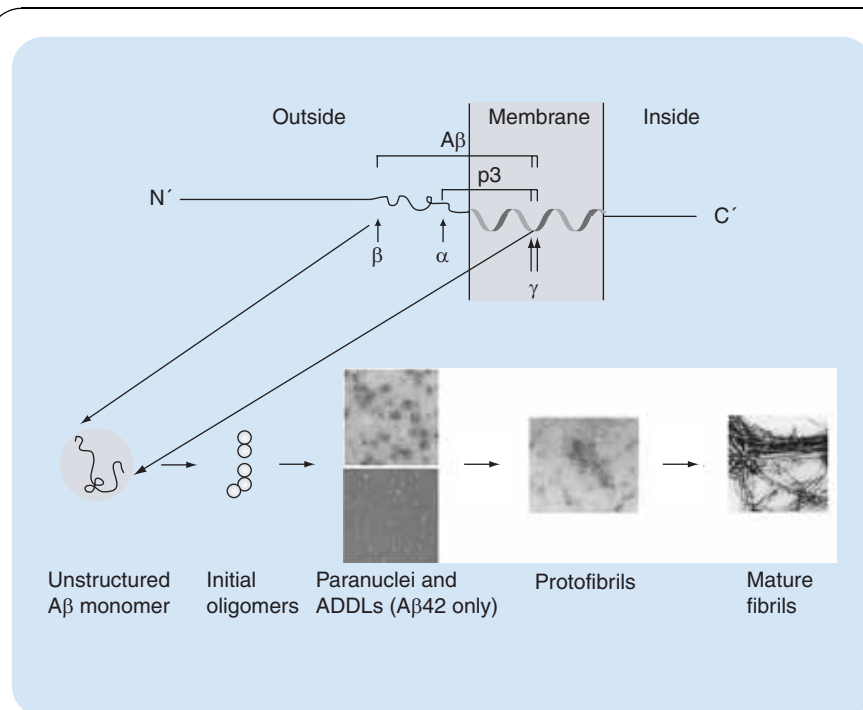 Outside
Membrane
Inside
Aβ
p3
N´
C´
β
α
γ
Unstructured
Aβ monomer
Initial
oligomers
Paranuclei and
ADDLs (Aβ42 only)
Protofibrils
Mature
fibrils